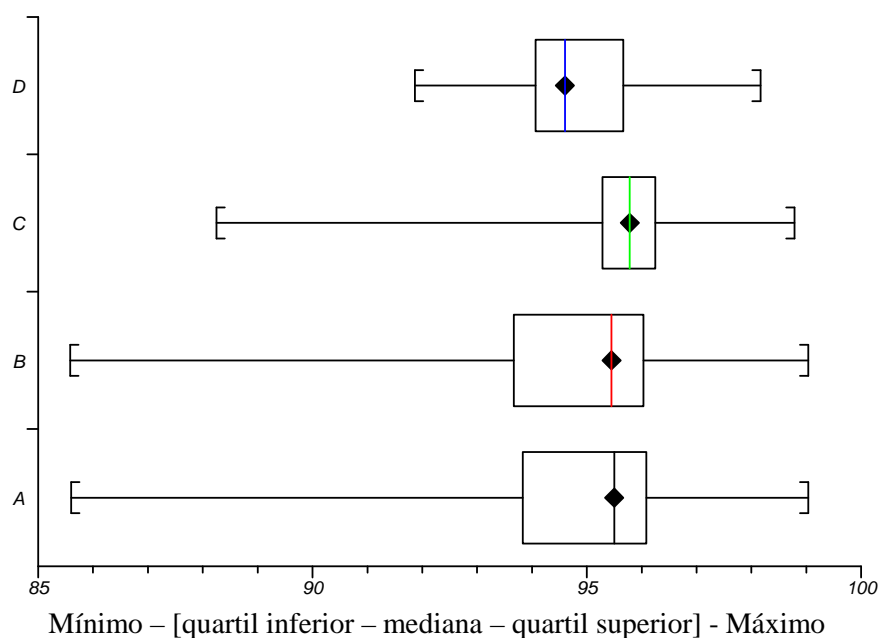 D
C
B
A
85 90 95 100
Mínimo – [quartil inferior – mediana – quartil superior] - Máximo